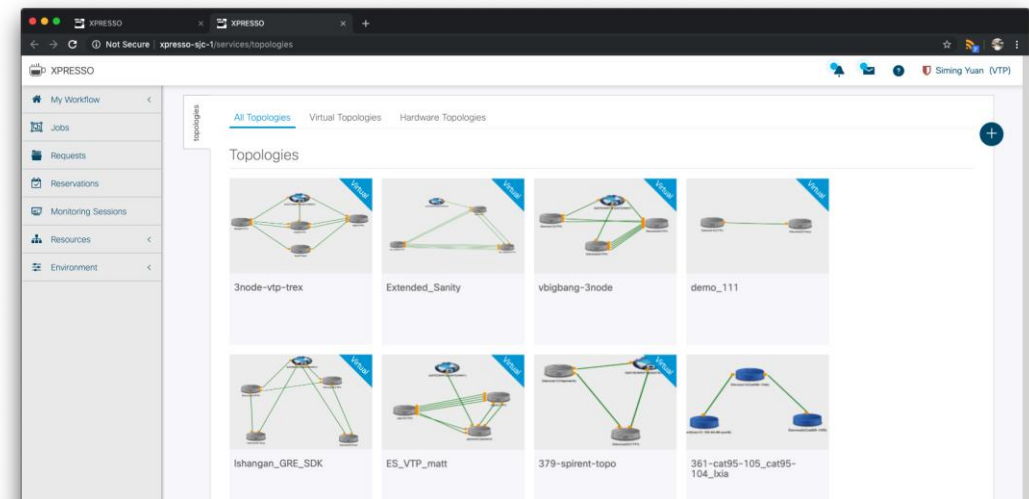 XPRESSO
XPRESSO
Not Secure | xpresso-sjc-1/services/topologies
XPRESSO
Siming Yuan (VTP)
My Workflow
Jobs
Requests
Reservations
Monitoring Sessions
Resources
Environment
topologies
All Topologies Virtual Topologies Hardware Topologies
Topologies
Virtual
Virtual
Virtual
Virtual
3node-vtp-trex
Extended_Sanity
vbigbang-3node
demo_111
Virtual
Virtual
Virtual
Ishangan_GRE_SDK
ES_VTP_matt
379-spirent-topo
361-cat95-105_cat95-
104_Ixia